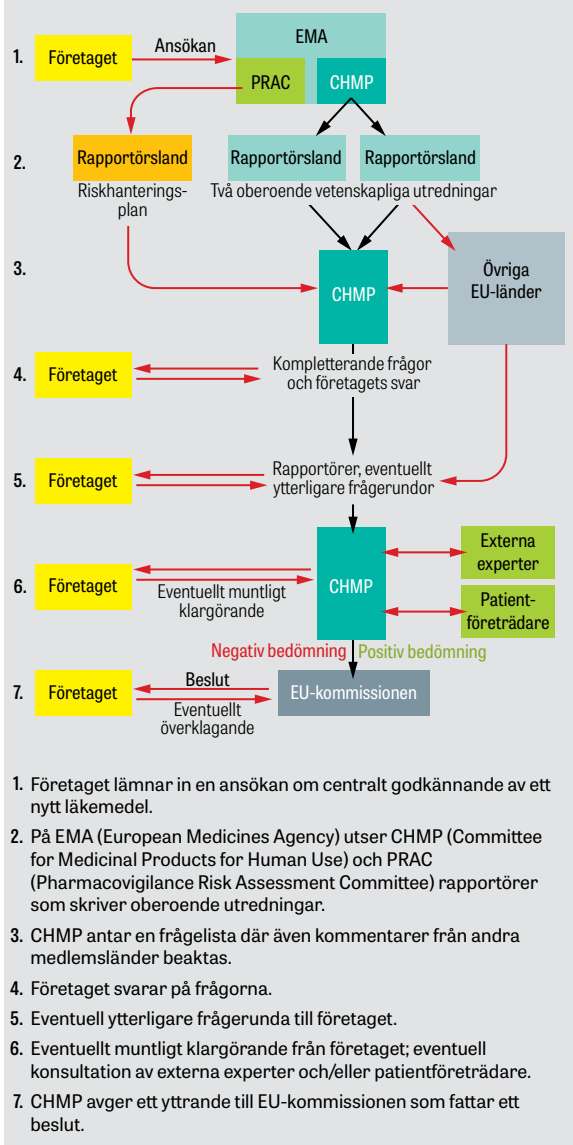 1.
Företaget
Ansökan
EMA
PRAC
CHMP
2.
Rapportörsland
Riskhanterings-
plan
Rapportörsland
Rapportörsland
Två oberoende vetenskapliga utredningar
3.
CHMP
Övriga
EU-länder
4.
Företaget
Kompletterande frågor
och företagets svar
5.
Företaget
Rapportörer, eventuellt
ytterligare frågerundor
6.
Företaget
Eventuellt muntligt
klargörande
CHMP
Externa
experter
Patient-
företrädare
Negativ bedömning
Positiv bedömning
7.
Företaget
Beslut
Eventuellt
överklagande
EU-kommissionen
1. Företaget lämnar in en ansökan om centralt godkännande av ett
nytt läkemedel.
2. På EMA (European Medicines Agency) utser CHMP (Committee
for Medicinal Products for Human Use) och PRAC
(Pharmacovigilance Risk Assessment Committee) rapportörer
som skriver oberoende utredningar.
3. CHMP antar en frågelista där även kommentarer från andra
medlemsländer beaktas.
4. Företaget svarar på frågorna.
5. Eventuell ytterligare frågerunda till företaget.
6. Eventuellt muntligt klargörande från företaget; eventuell
konsultation av externa experter och/eller patientföreträdare.
7. CHMP avger ett yttrande till EU-kommissionen som fattar ett
beslut.